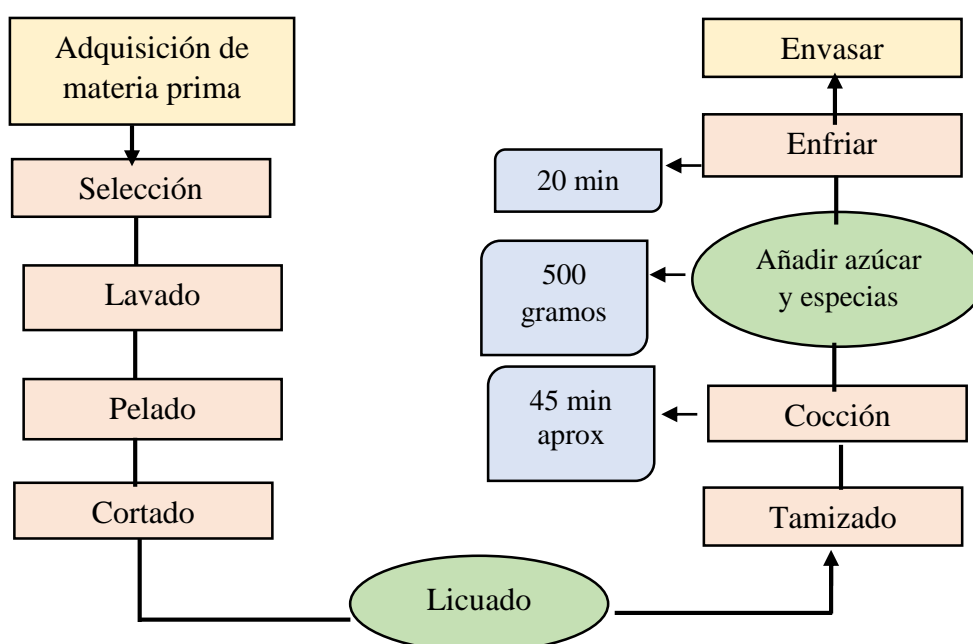 Adquisición de
materia prima
Selección
Lavado
Pelado
Cortado
Licuado
Tamizado
Cocción
45 min
aprox
Añadir azúcar
y especias
500
gramos
Enfriar
20 min
Envasar